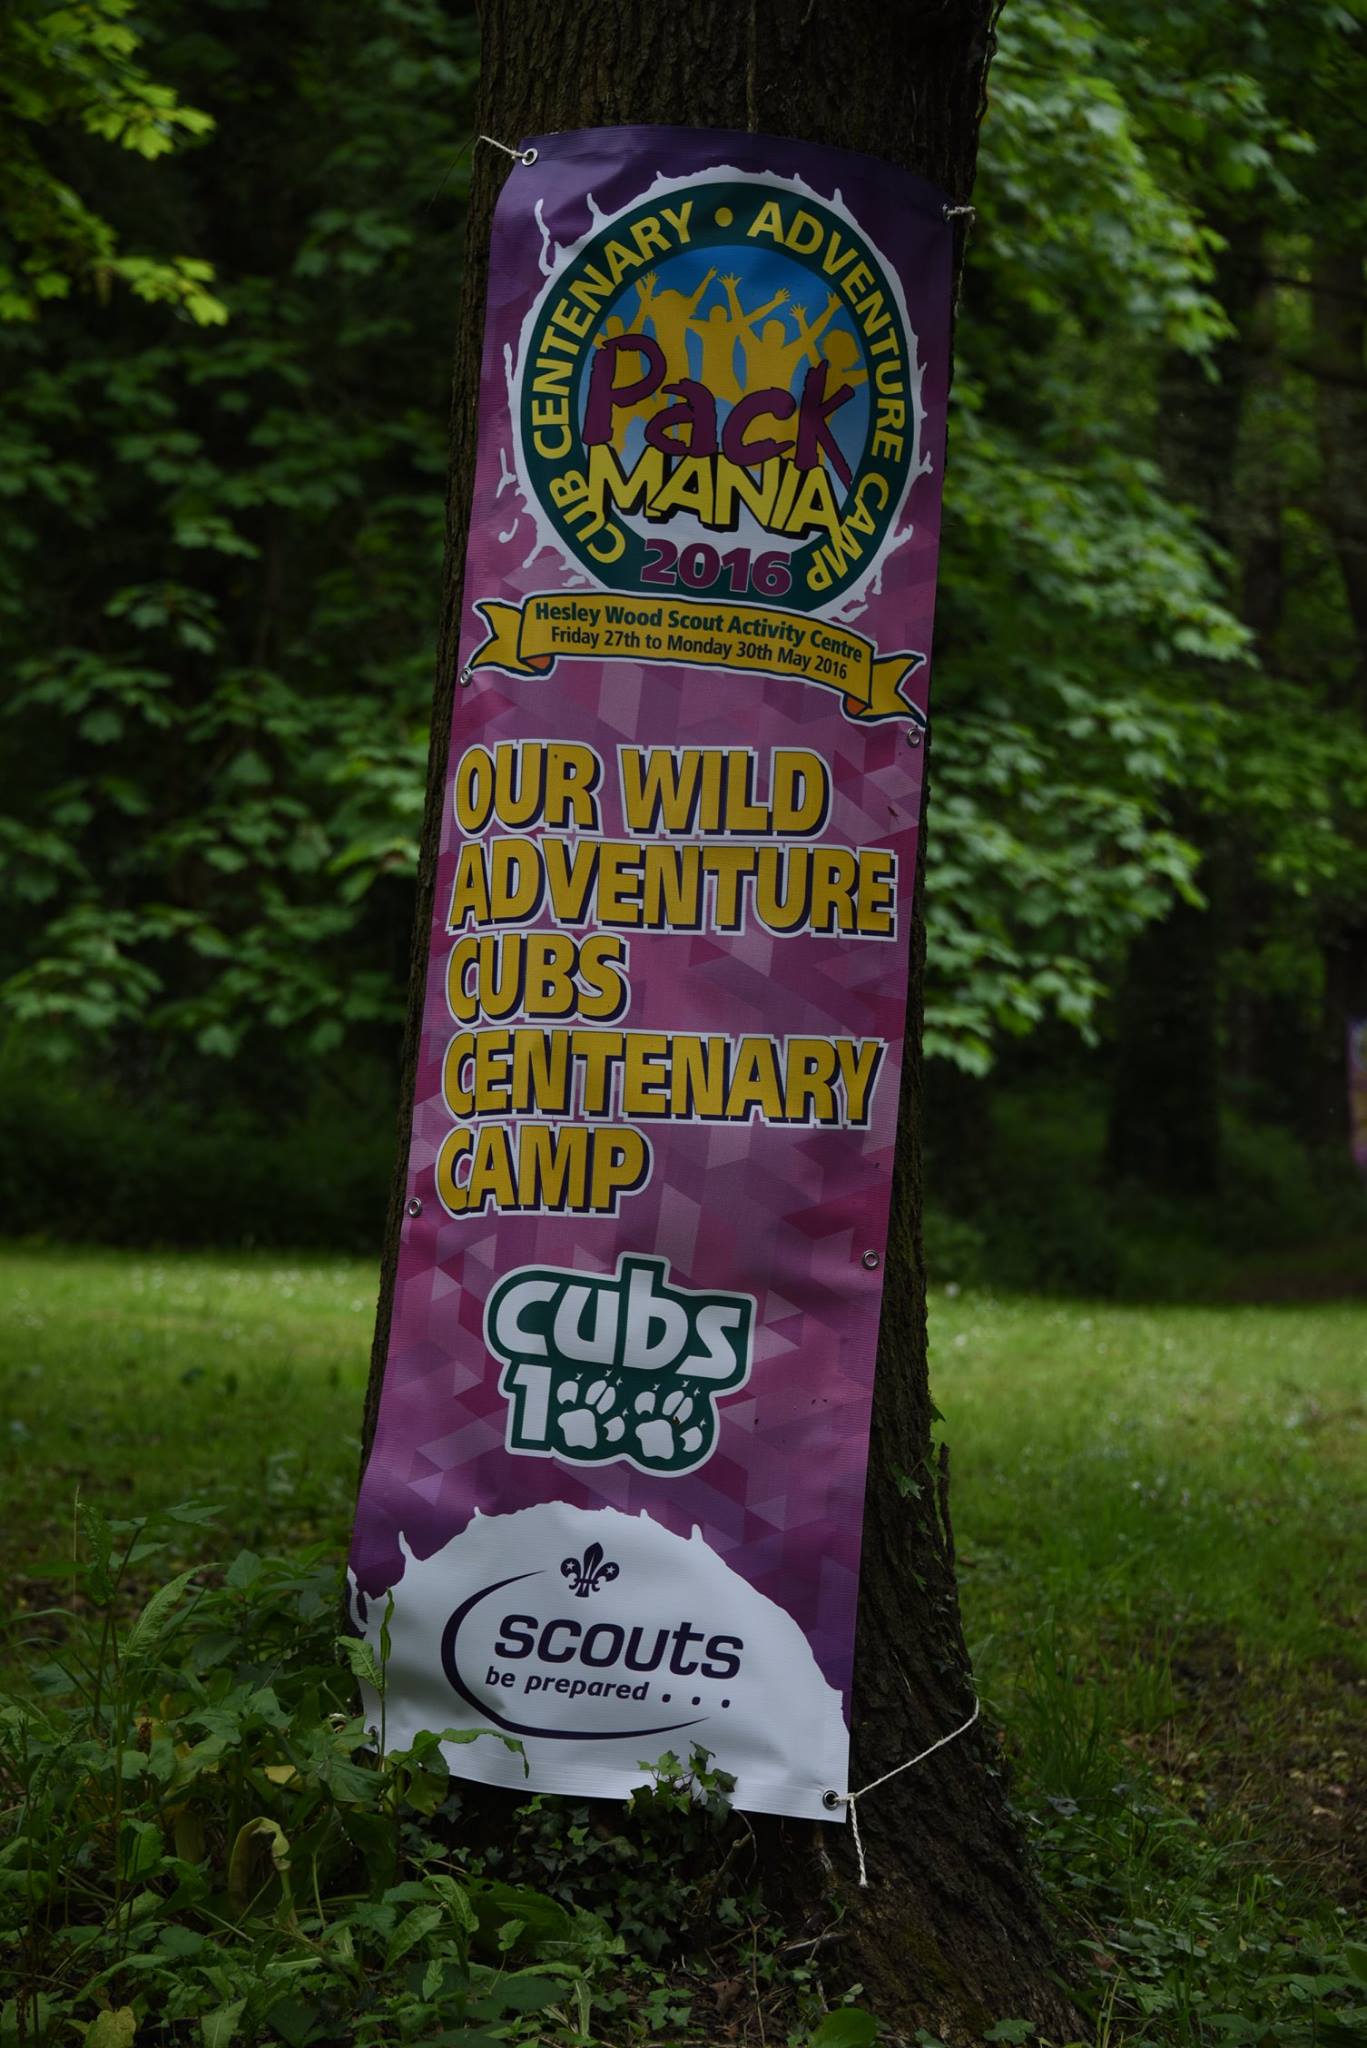 CUB CENTENARY • ADVENTURE CAMP
Pack
MANIA
2016
Hesley Wood Scout Activity Centre
Friday 27th to Monday 30th May 2016
OUR WILD
ADVENTURE
CUBS
CENTENARY
CAMP
cubs
100
scouts
be prepared . . .